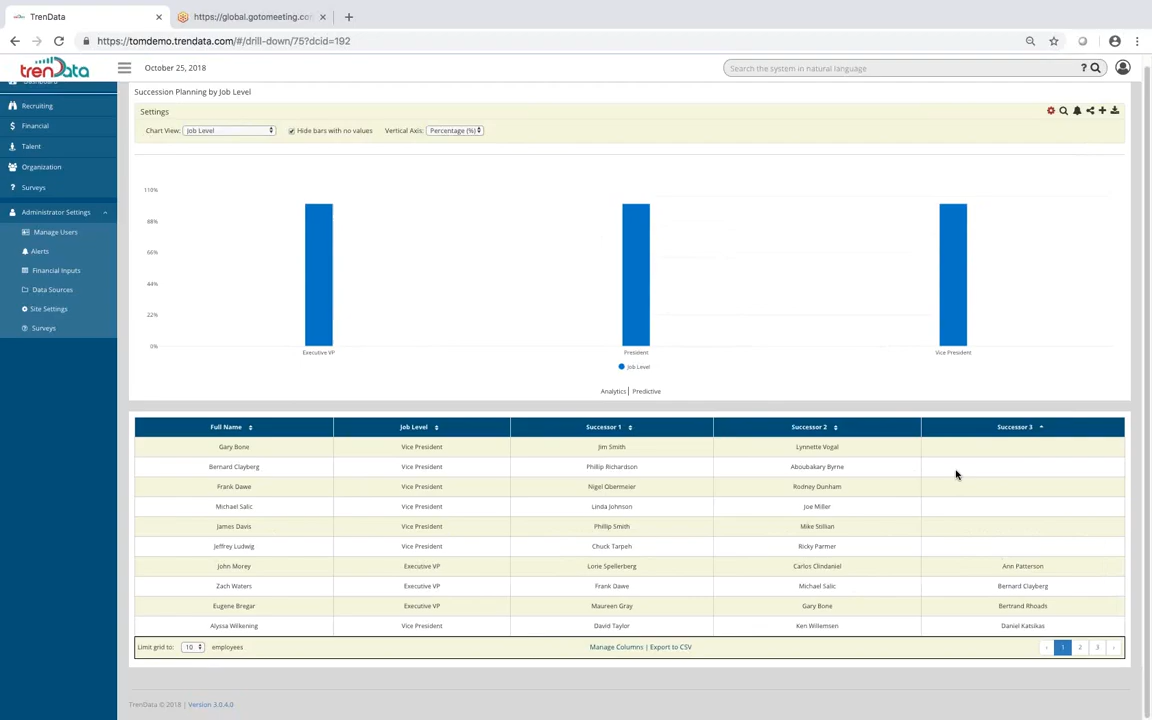 TrenData
https://global.gotomeeting.co
https://tomdemo.trendata.com/#/drill-down/75?dcid=192
trenData
October 25, 2018
Search the system in natural language
?
Recruiting
Financial
Talent
Organization
Surveys
Administrator Settings
Manage Users
Alerts
Financial Inputs
Data Sources
Site Settings
Surveys
Succession Planning by Job Level
Settings
Chart View: Job Level Hide bars with no values Vertical Axis: Percentage (%)
110%
88%
66%
44%
22%
0%
Executive VP President Vice President
Job Level
Analytics | Predictive
Full Name Job Level Successor 1 Successor 2 Successor 3
Gary Bone Vice President Jim Smith Lynnette Vogal
Bernard Clayberg Vice President Phillip Richardson Aboubakary Byrne
Frank Dawe Vice President Nigel Obermeier Rodney Dunham
Michael Salic Vice President Linda Johnson Joe Miller
James Davis Vice President Phillip Smith Mike Stillian
Jeffrey Ludwig Vice President Chuck Tarpeh Ricky Parmer
John Morey Executive VP Lorie Spellerberg Carlos Clindaniel Ann Patterson
Zach Waters Executive VP Frank Dawe Michael Salic Bernard Clayberg
Eugene Bregar Executive VP Maureen Gray Gary Bone Bertrand Rhoads
Alyssa Wilkening Vice President David Taylor Ken Willemsen Daniel Katsikas
Limit grid to: 10 employees Manage Columns | Export to CSV ‹ 1 2 3 ›
TrenData © 2018 | Version 3.0.4.0